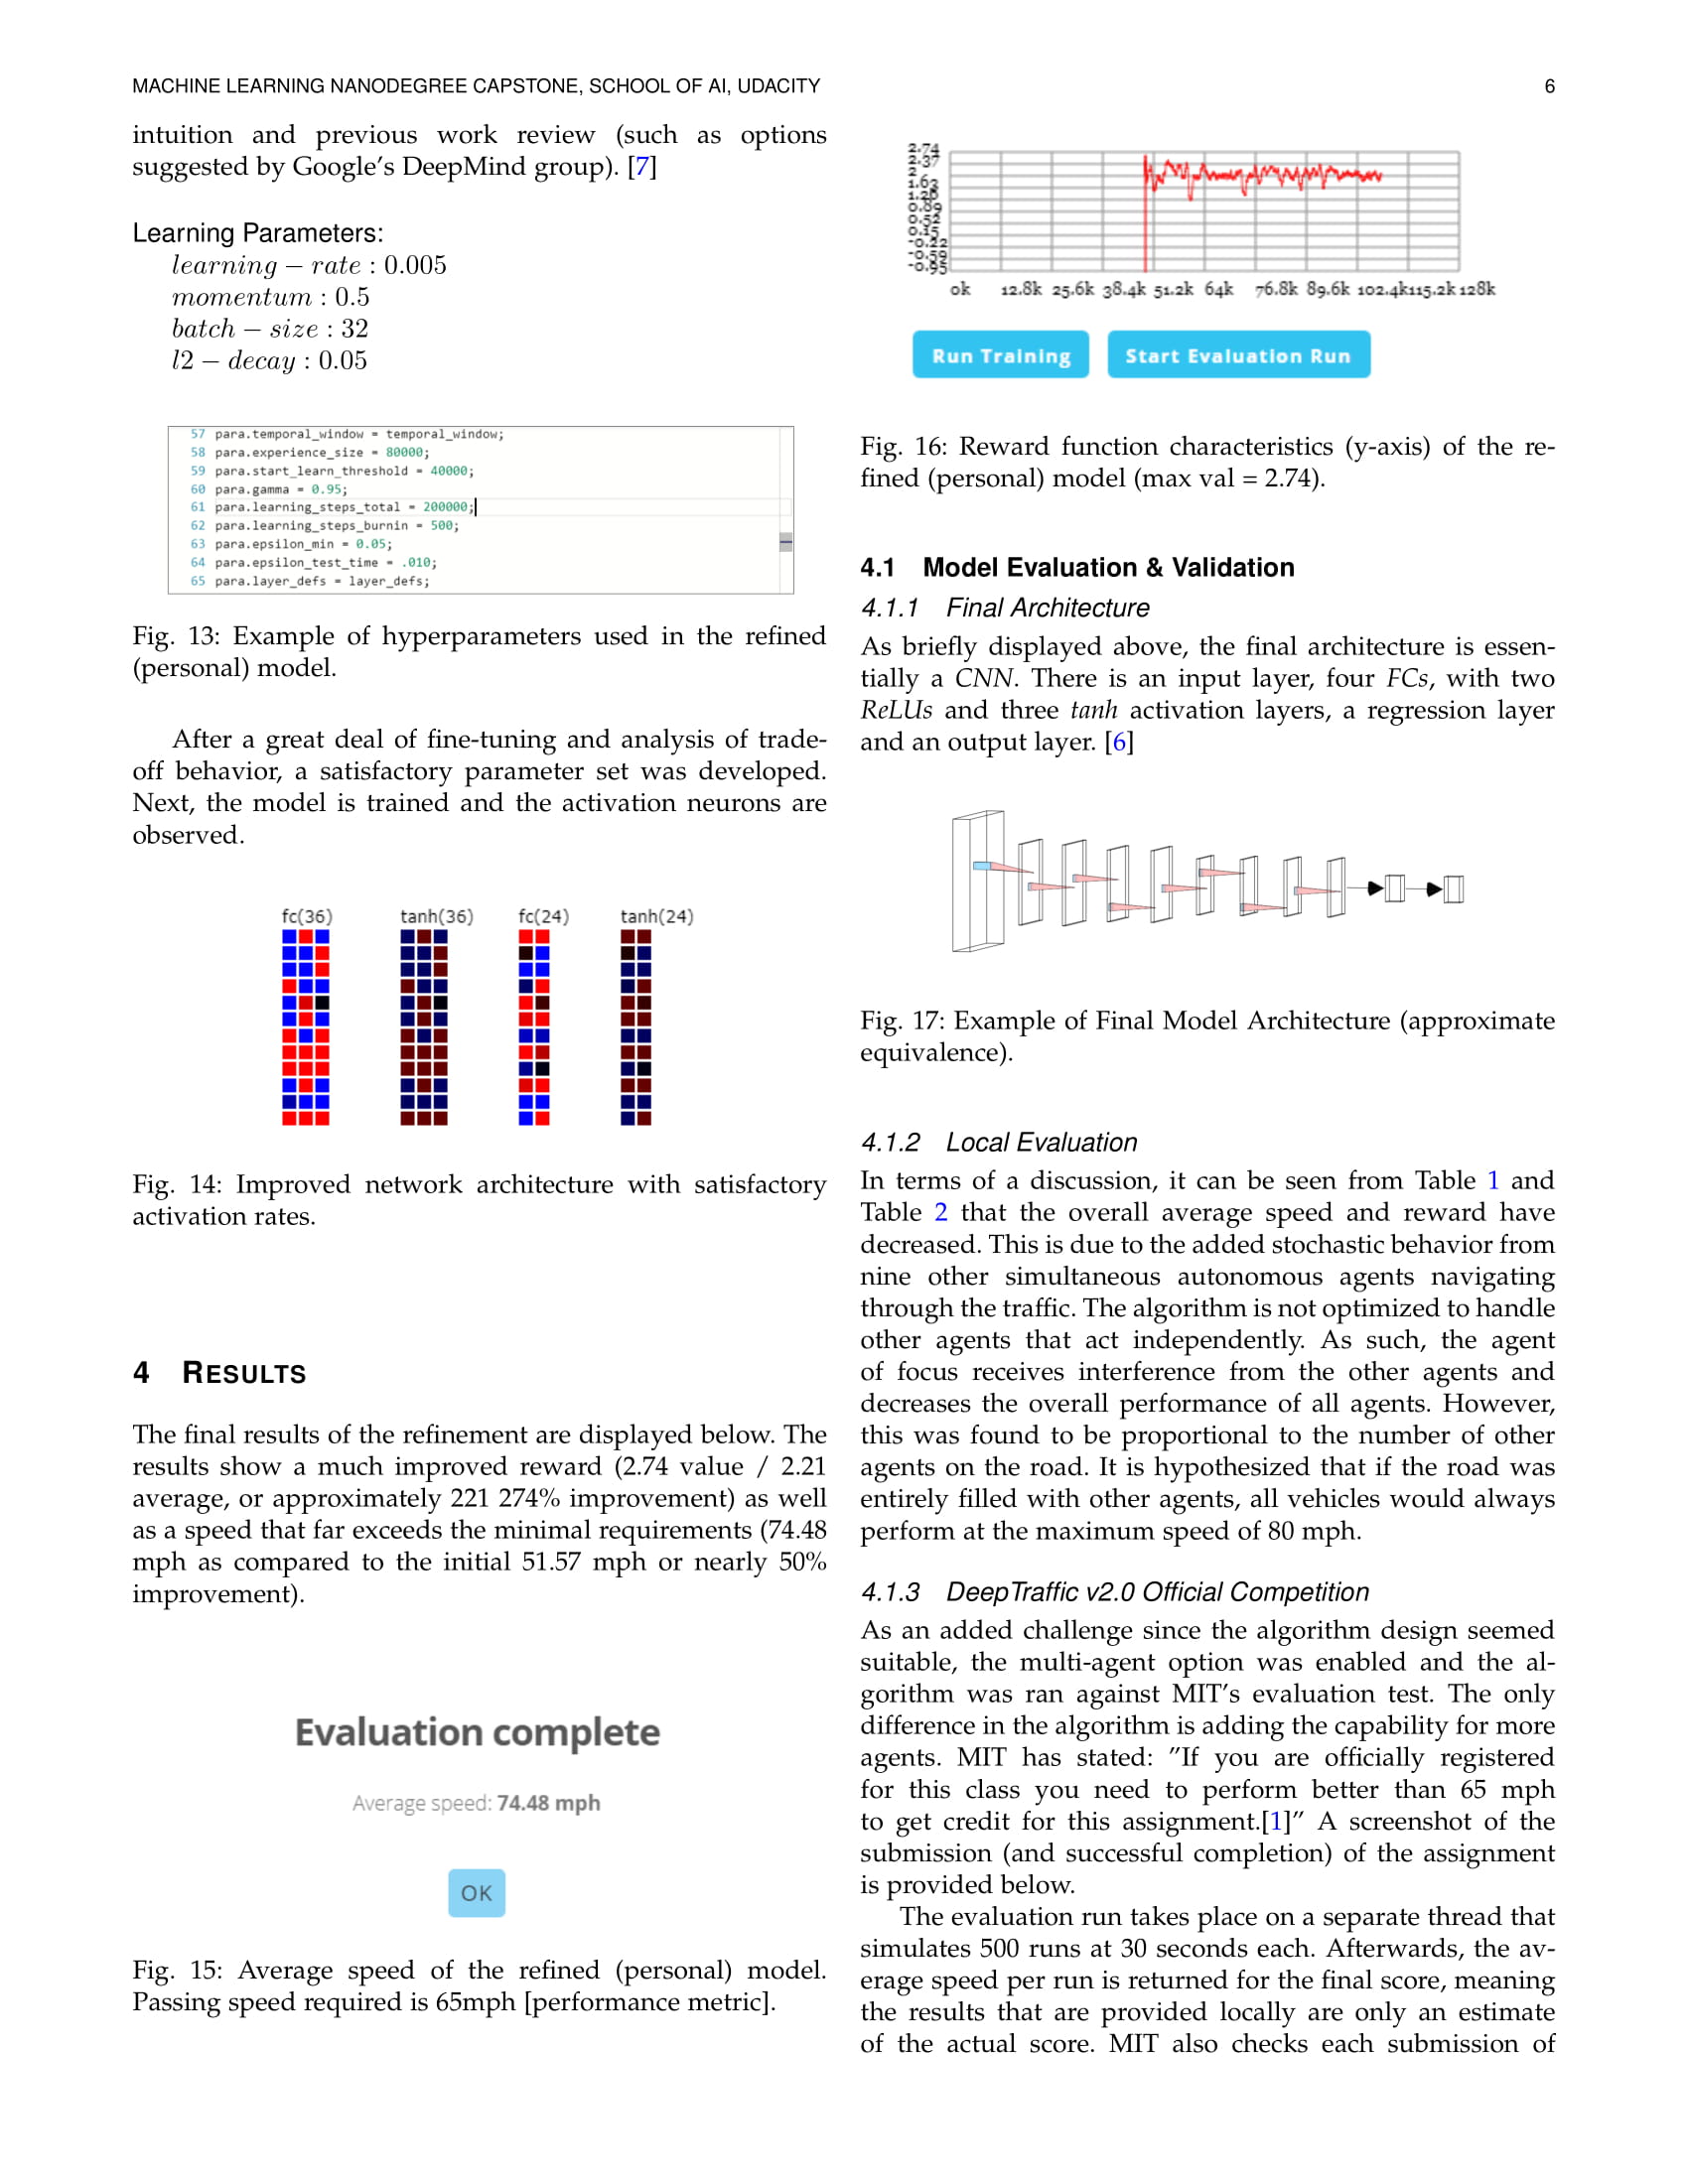 MACHINE LEARNING NANODEGREE CAPSTONE, SCHOOL OF AI, UDACITY 6
intuition and previous work review (such as options
suggested by Google's DeepMind group). [7]
Learning Parameters:
learning − rate : 0.005
momentum : 0.5
batch − size : 32
l2 − decay : 0.05
57 para.temporal_window = temporal_window;
58 para.experience_size = 80000;
59 para.start_learn_threshold = 40000;
60 para.gamma = 0.95;
61 para.learning_steps_total = 200000;
62 para.learning_steps_burnin = 500;
63 para.epsilon_min = 0.05;
64 para.epsilon_test_time = .010;
65 para.layer_defs = layer_defs;
Fig. 13: Example of hyperparameters used in the refined
(personal) model.
After a great deal of fine-tuning and analysis of trade-
off behavior, a satisfactory parameter set was developed.
Next, the model is trained and the activation neurons are
observed.
fc(36) tanh(36) fc(24) tanh(24)
Fig. 14: Improved network architecture with satisfactory
activation rates.
4 RESULTS
The final results of the refinement are displayed below. The
results show a much improved reward (2.74 value / 2.21
average, or approximately 221 274% improvement) as well
as a speed that far exceeds the minimal requirements (74.48
mph as compared to the initial 51.57 mph or nearly 50%
improvement).
Evaluation complete
Average speed: 74.48 mph
OK
Fig. 15: Average speed of the refined (personal) model.
Passing speed required is 65mph [performance metric].
2.74
2.37
2
1.63
1.26
0.89
0.52
0.15
-0.22
-0.59
-0.95
0k 12.8k 25.6k 38.4k 51.2k 64k 76.8k 89.6k 102.4k 115.2k 128k
Run Training Start Evaluation Run
Fig. 16: Reward function characteristics (y-axis) of the re-
fined (personal) model (max val = 2.74).
4.1 Model Evaluation & Validation
4.1.1 Final Architecture
As briefly displayed above, the final architecture is essen-
tially a CNN. There is an input layer, four FCs, with two
ReLUs and three tanh activation layers, a regression layer
and an output layer. [6]
Fig. 17: Example of Final Model Architecture (approximate
equivalence).
4.1.2 Local Evaluation
In terms of a discussion, it can be seen from Table 1 and
Table 2 that the overall average speed and reward have
decreased. This is due to the added stochastic behavior from
nine other simultaneous autonomous agents navigating
through the traffic. The algorithm is not optimized to handle
other agents that act independently. As such, the agent
of focus receives interference from the other agents and
decreases the overall performance of all agents. However,
this was found to be proportional to the number of other
agents on the road. It is hypothesized that if the road was
entirely filled with other agents, all vehicles would always
perform at the maximum speed of 80 mph.
4.1.3 DeepTraffic v2.0 Official Competition
As an added challenge since the algorithm design seemed
suitable, the multi-agent option was enabled and the al-
gorithm was ran against MIT's evaluation test. The only
difference in the algorithm is adding the capability for more
agents. MIT has stated: "If you are officially registered
for this class you need to perform better than 65 mph
to get credit for this assignment.[1]" A screenshot of the
submission (and successful completion) of the assignment
is provided below.
The evaluation run takes place on a separate thread that
simulates 500 runs at 30 seconds each. Afterwards, the av-
erage speed per run is returned for the final score, meaning
the results that are provided locally are only an estimate
of the actual score. MIT also checks each submission of